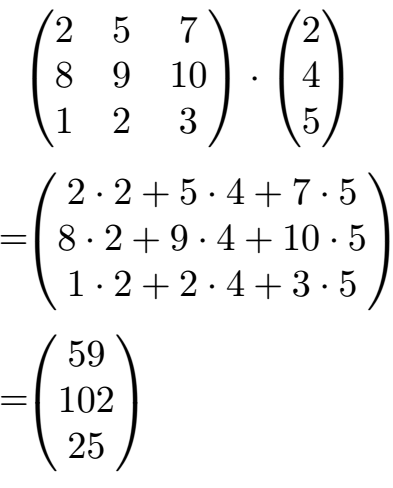 2 5 7 2
8 9 10 · 4
1 2 3 5
2 · 2 + 5 · 4 + 7 · 5
= 8 · 2 + 9 · 4 + 10 · 5
1 · 2 + 2 · 4 + 3 · 5
59
= 102
25